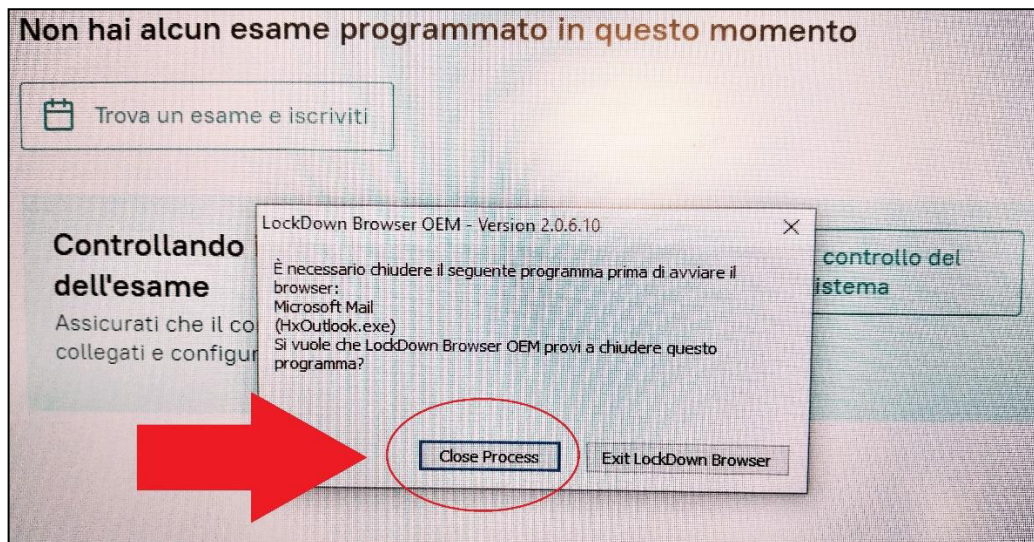 Non hai alcun esame programmato in questo momento
Trova un esame e iscriviti
Controllando
dell'esame
Assicurati che il co
collegati e configur
LockDown Browser OEM - Version 2.0.6.10
È necessario chiudere il seguente programma prima di avviare il
browser:
Microsoft Mail
(HxOutlook.exe)
Si vuole che LockDown Browser OEM provi a chiudere questo
programma?
Close Process
Exit LockDown Browser
controllo del
istema